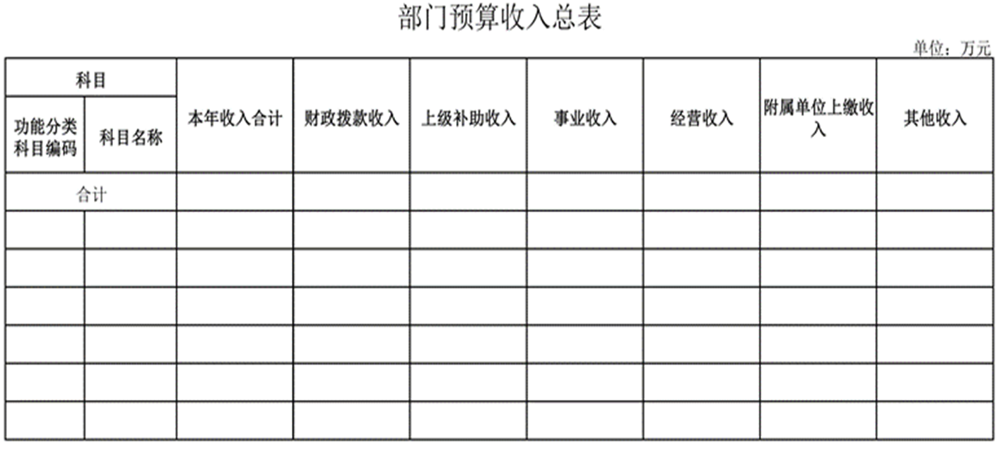 部门预算收入总表
单位：万元
科目
功能分类
科目编码
科目名称
本年收入合计
财政拨款收入
上级补助收入
事业收入
经营收入
附属单位上缴收
入
其他收入
合计